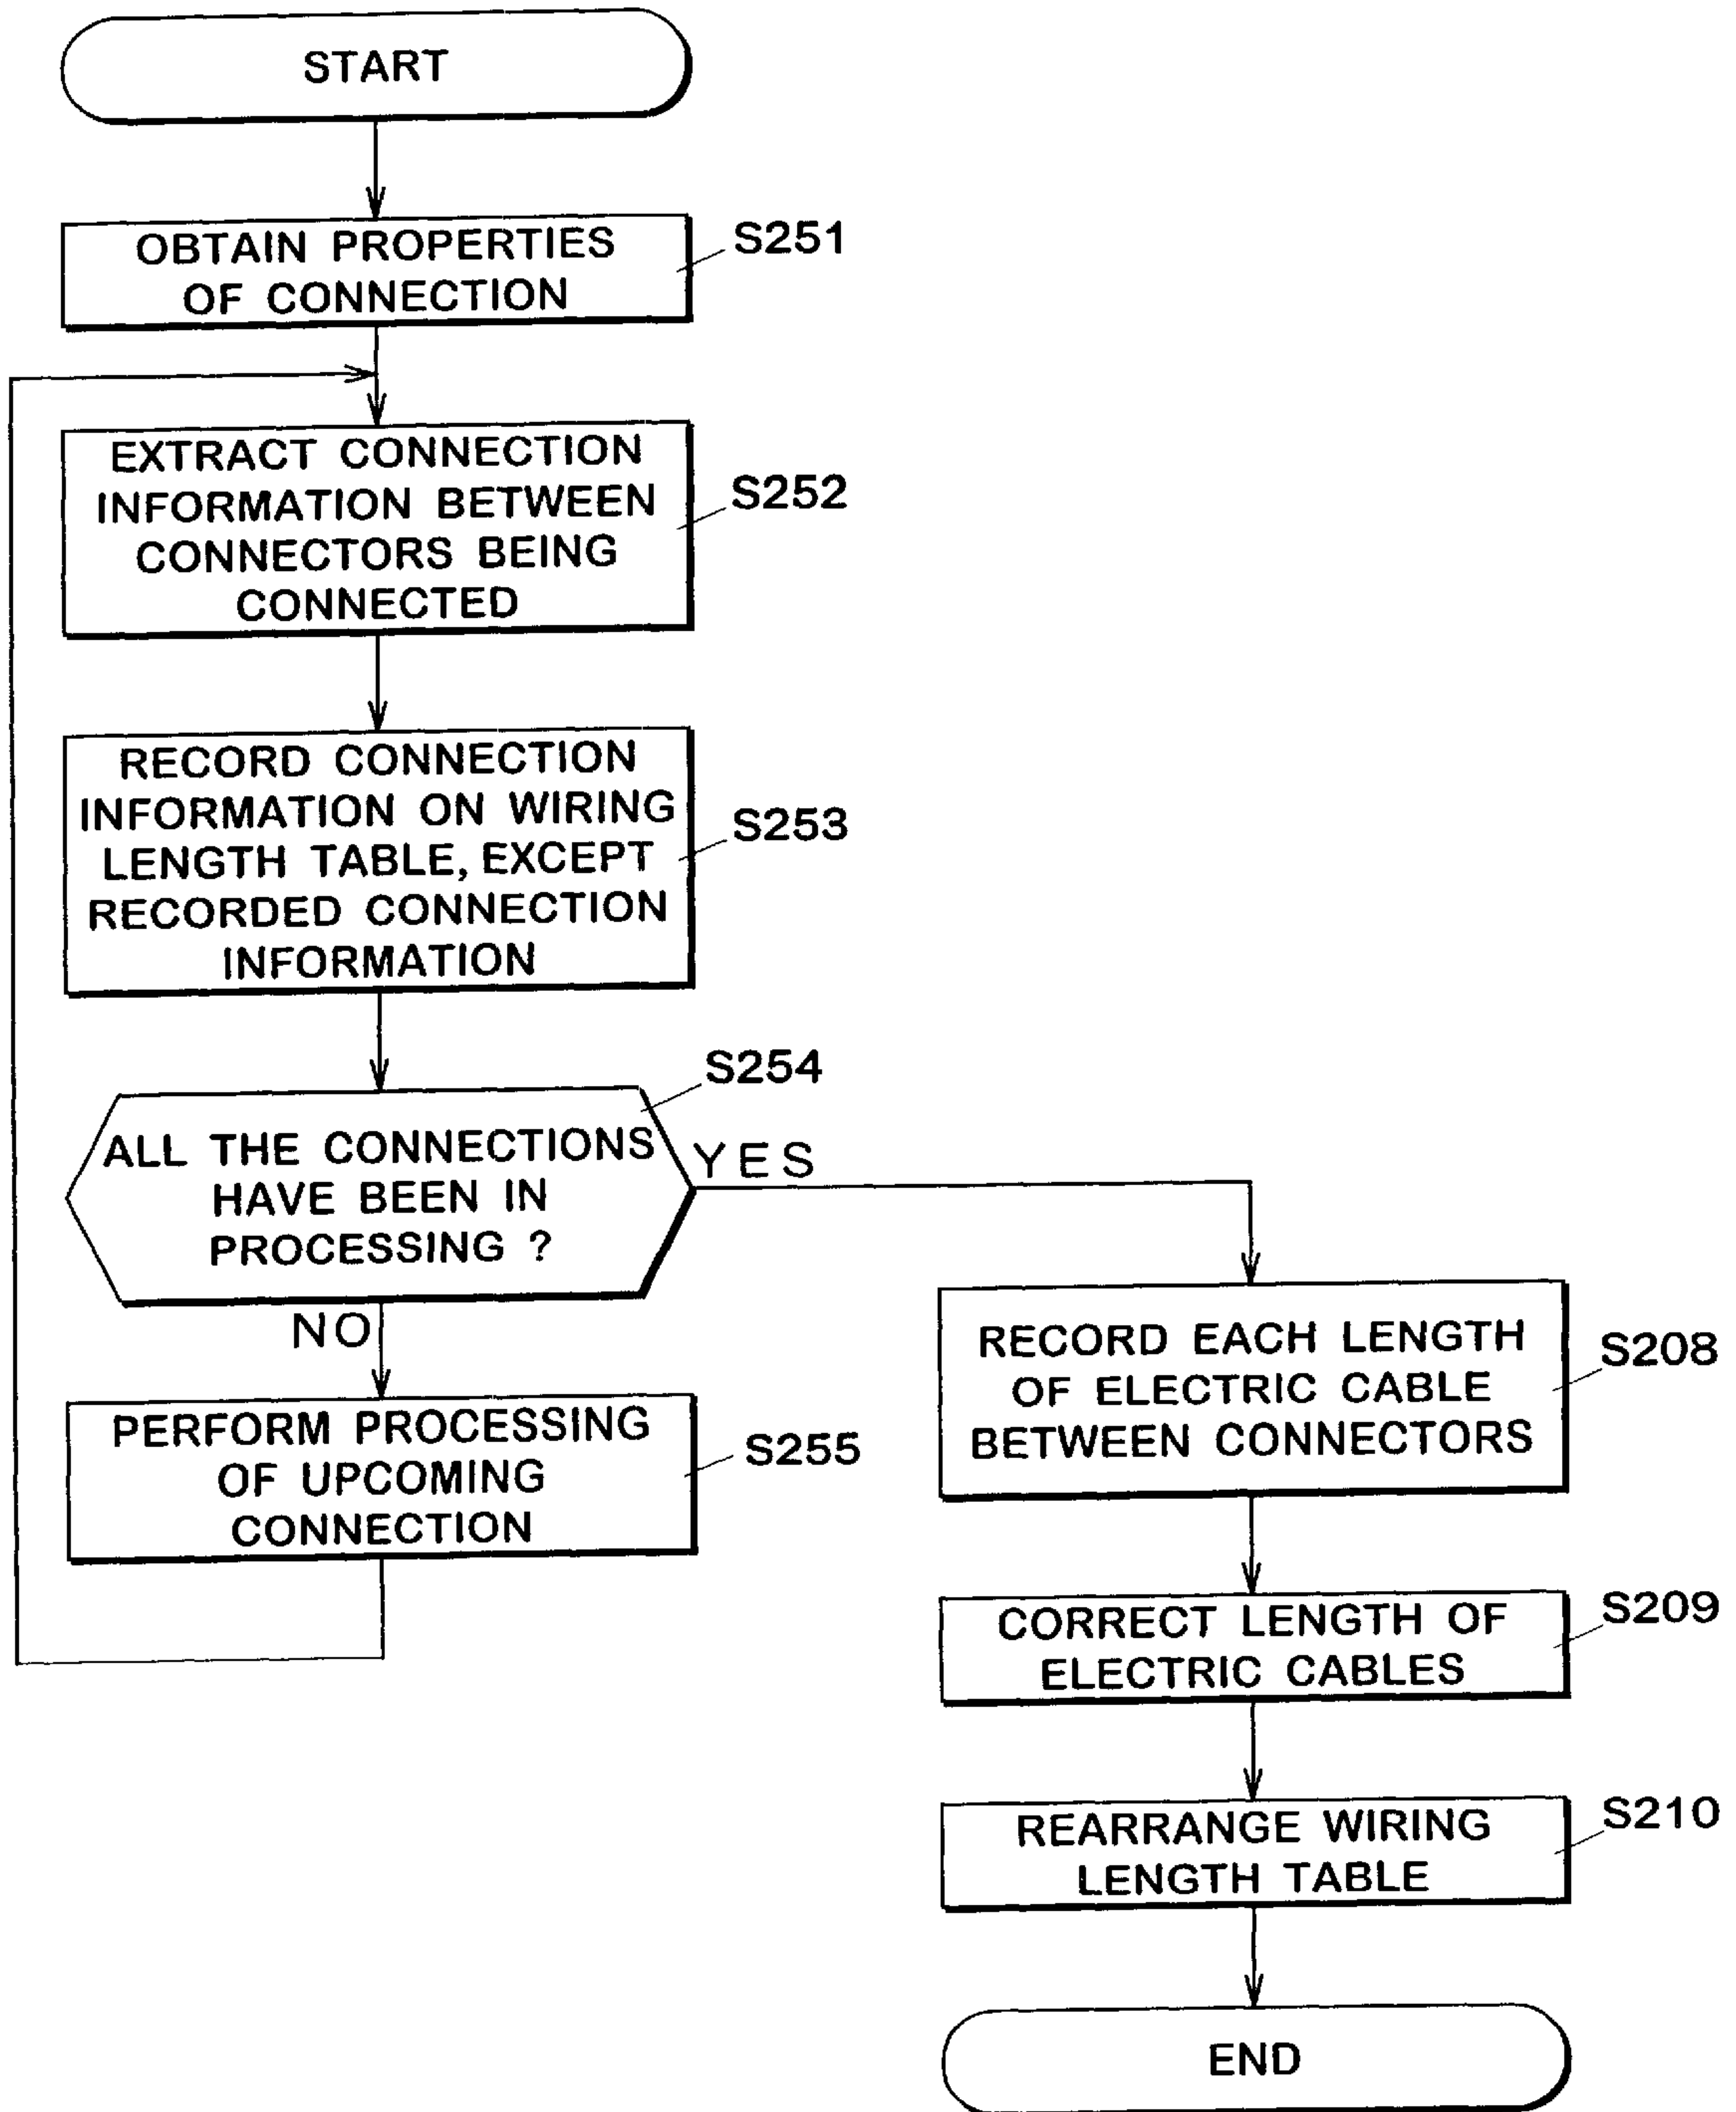 START
OBTAIN PROPERTIES
OF CONNECTION
S251
EXTRACT CONNECTION
INFORMATION BETWEEN
CONNECTORS BEING
CONNECTED
S252
RECORD CONNECTION
INFORMATION ON WIRING
LENGTH TABLE, EXCEPT
RECORDED CONNECTION
INFORMATION
S253
S254
ALL THE CONNECTIONS
HAVE BEEN IN
PROCESSING ?
YES
NO
PERFORM PROCESSING
OF UPCOMING
CONNECTION
S255
RECORD EACH LENGTH
OF ELECTRIC CABLE
BETWEEN CONNECTORS
S208
CORRECT LENGTH OF
ELECTRIC CABLES
S209
REARRANGE WIRING
LENGTH TABLE
S210
END